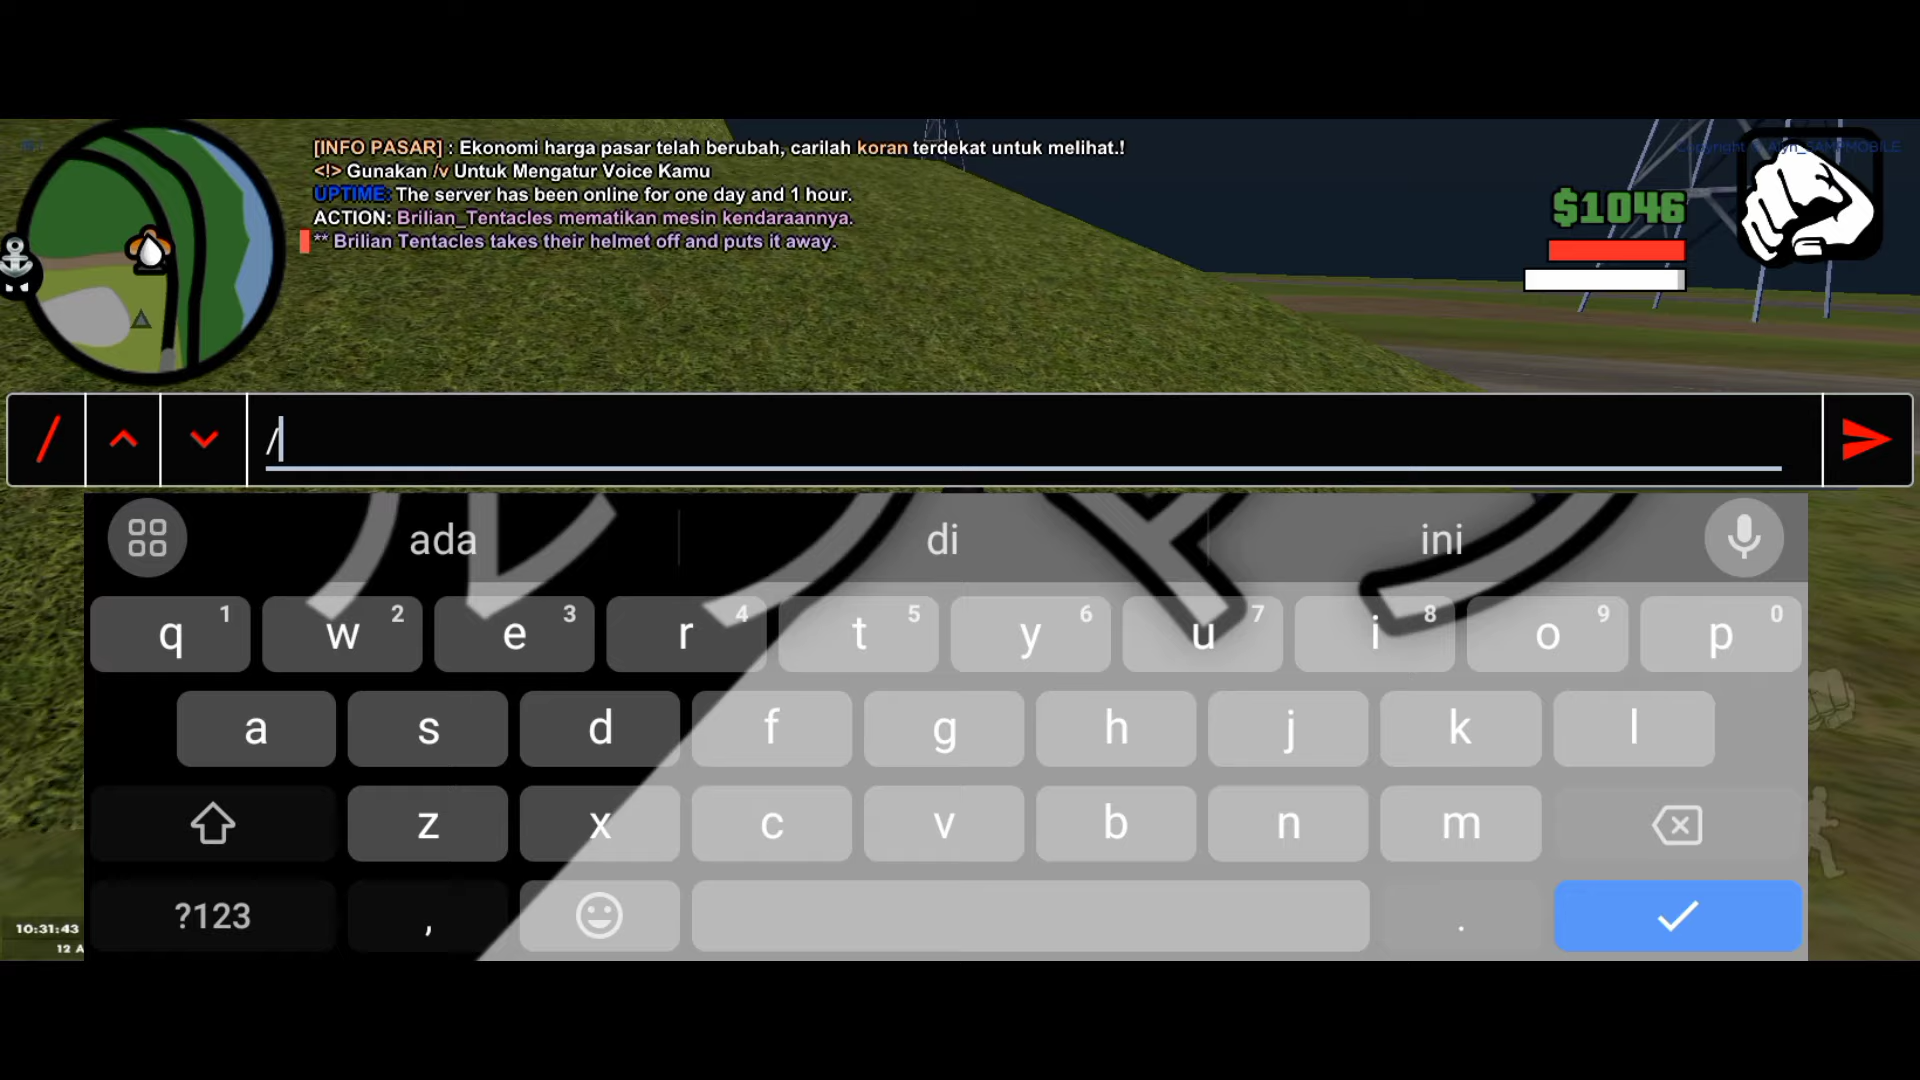 [INFO PASAR] : Ekonomi harga pasar telah berubah, carilah koran terdekat untuk melihat.!
<!> Gunakan /v Untuk Mengatur Voice Kamu
UPTIME: The server has been online for one day and 1 hour.
ACTION: Brilian_Tentacles mematikan mesin kendaraannya.
** Brilian Tentacles takes their helmet off and puts it away.
$1046
/
/
ada di ini
q 1 w 2 e 3 r 4 t 5 y 6 u 7 i 8 o 9 p 0
a s d f g h j k l
z x c v b n m
?123 , .
10:31:43
12 A